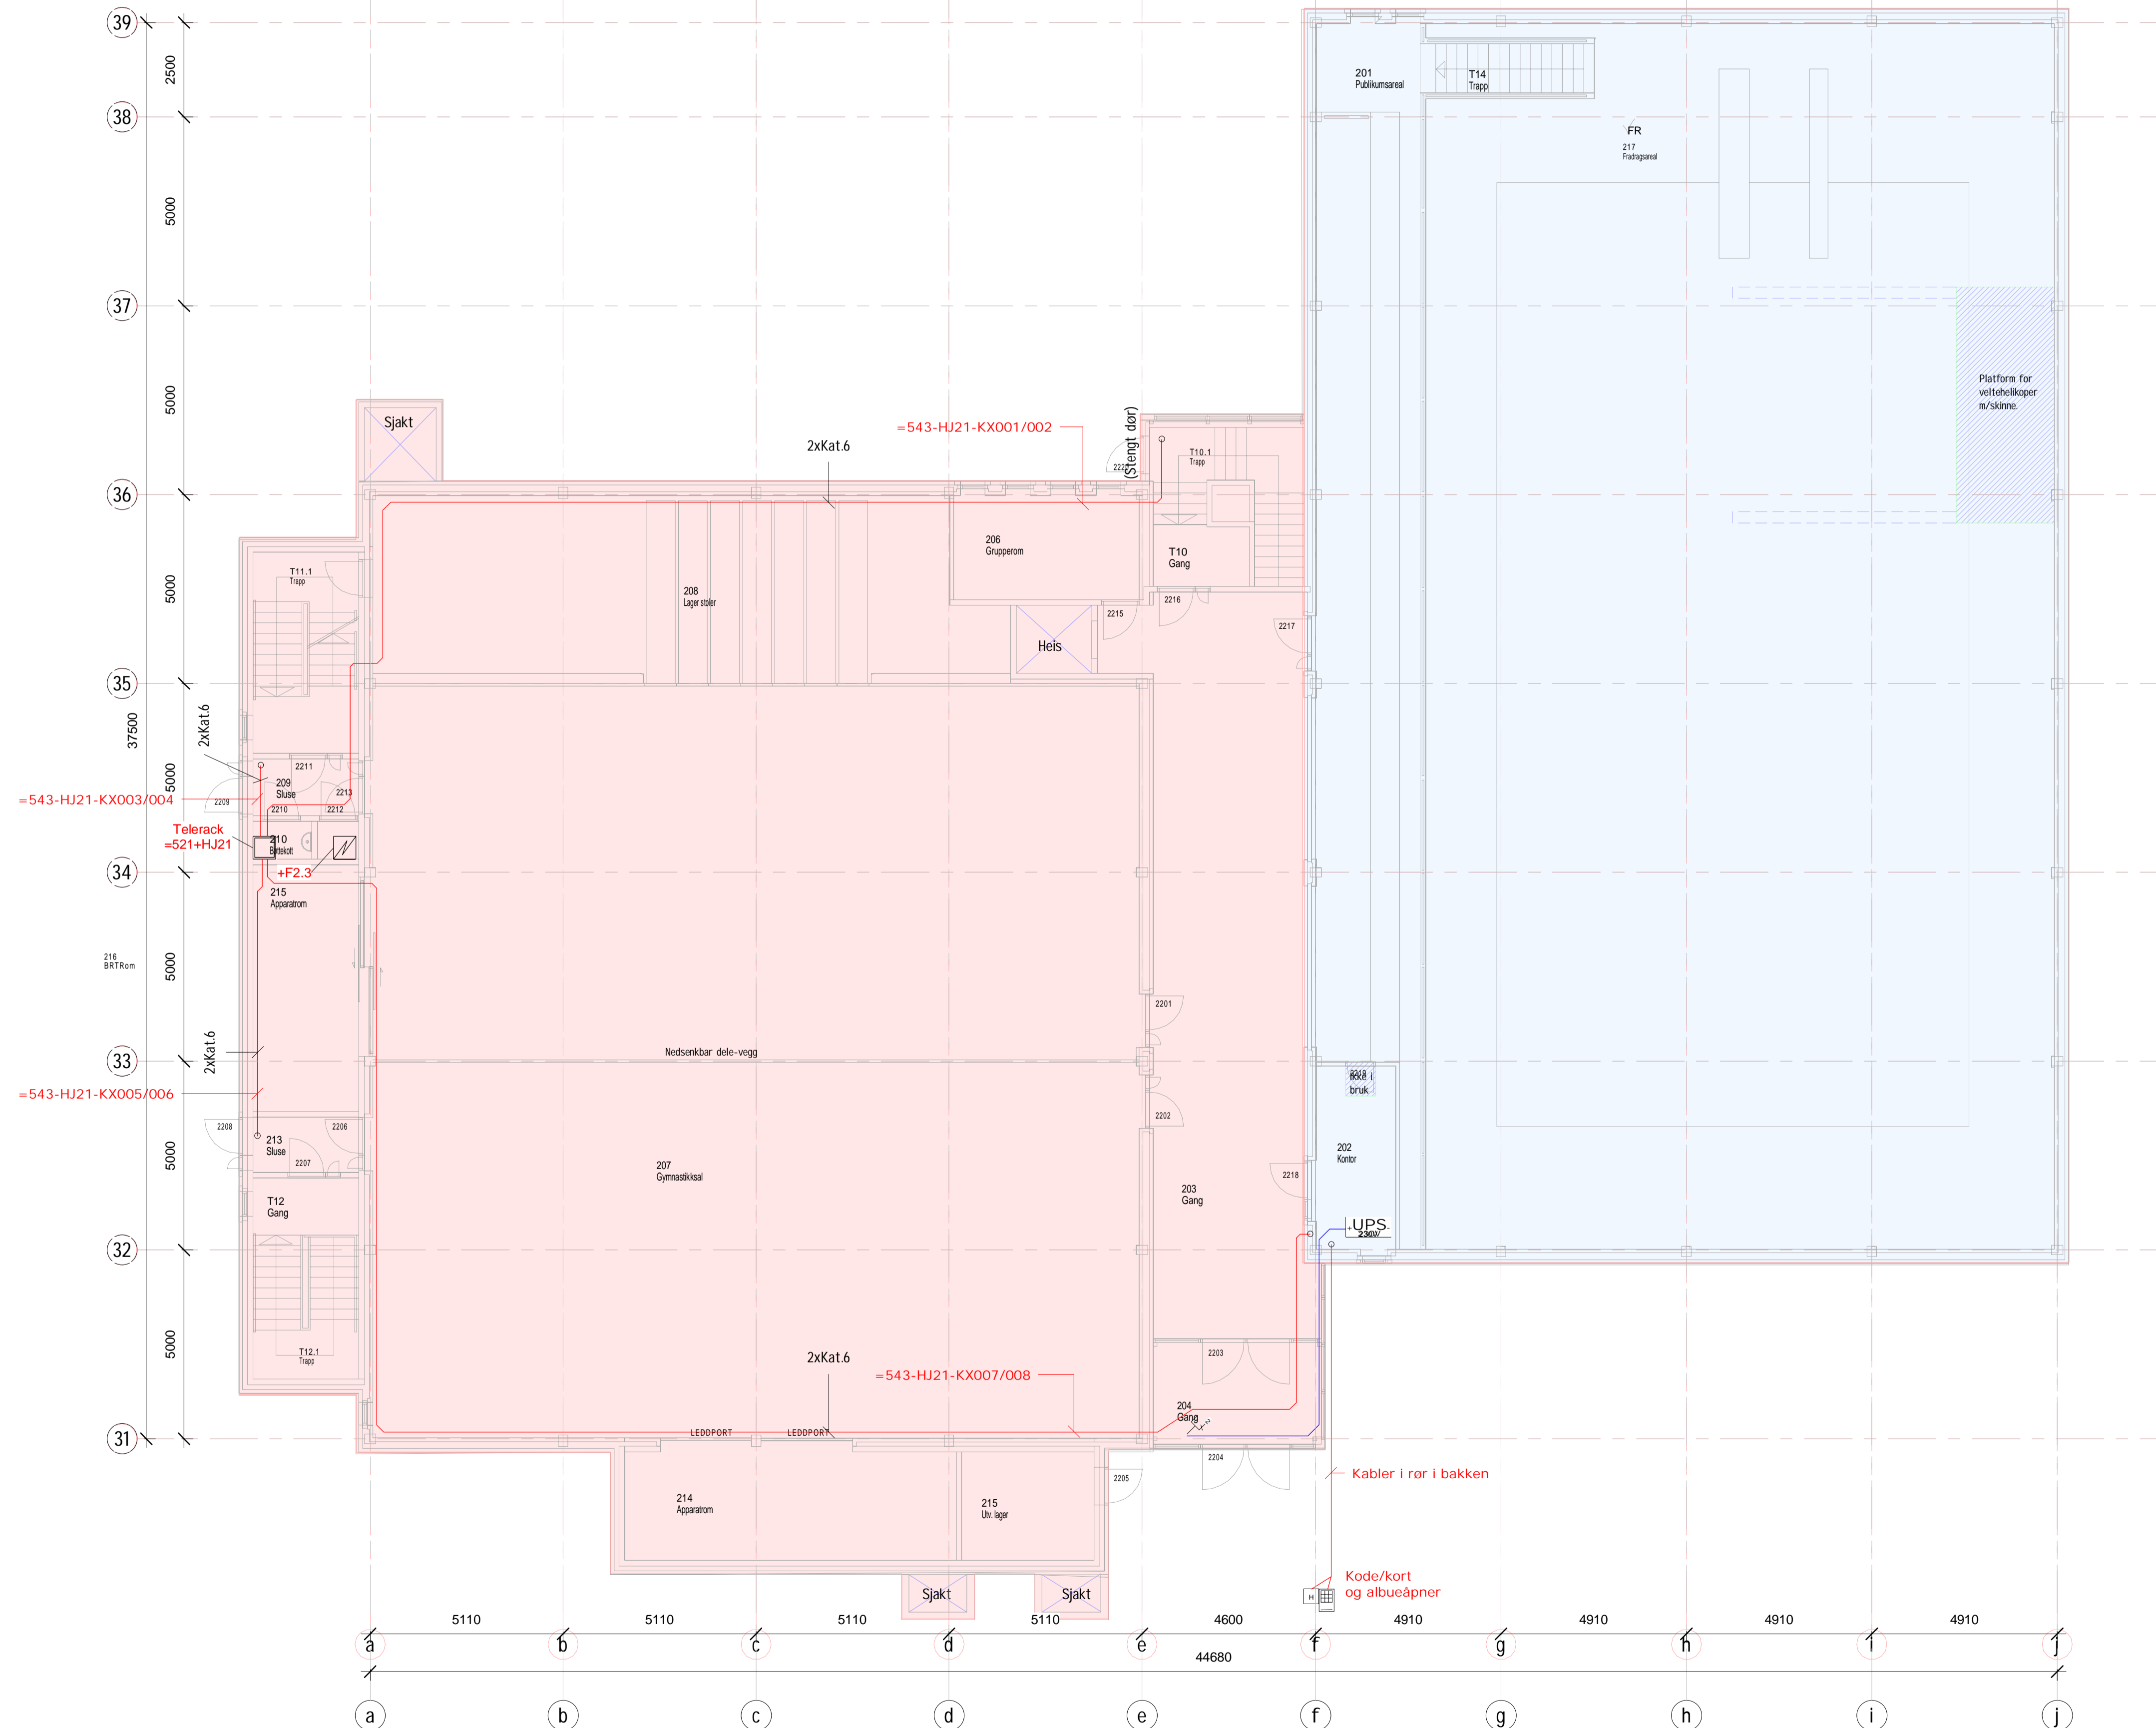 39
2500
38
5000
37
5000
36
5000
35
37500
5000
34
5000
33
5000
32
5000
31
201
Publikumsareal
T14
Trapp
FR
217
Fradragsareal
Platform for
veltehelikoper
m/skinne.
Sjakt
=543-HJ21-KX001/002
2xKat.6
(Stengt dør)
T10.1
Trapp
206
Grupperom
T10
Gang
T11.1
Trapp
208
Lager stoler
2215
2216
2217
Heis
2xKat.6
2211
209
Sluse
2213
2209
2210
2212
=543-HJ21-KX003/004
Telerack
=521+HJ21
210
Bøttekott
+F2.3
215
Apparatrom
216
BRTRom
2xKat.6
=543-HJ21-KX005/006
2201
Nedsenkbar dele-vegg
2202
Ikke i
bruk
2208
2206
213
Sluse
2207
202
Kontor
207
Gymnastikksal
2218
203
Gang
T12
Gang
UPS
230V
T12.1
Trapp
2xKat.6
=543-HJ21-KX007/008
2203
204
Gang
LEDDPORT
LEDDPORT
2204
2205
Kabler i rør i bakken
214
Apparatrom
215
Utv. lager
Sjakt
Sjakt
Kode/kort
og albueåpner
H
5110
5110
5110
5110
4600
4910
4910
4910
4910
a
b
c
d
e
f
g
h
i
j
44680
a
b
c
d
e
f
g
h
i
j